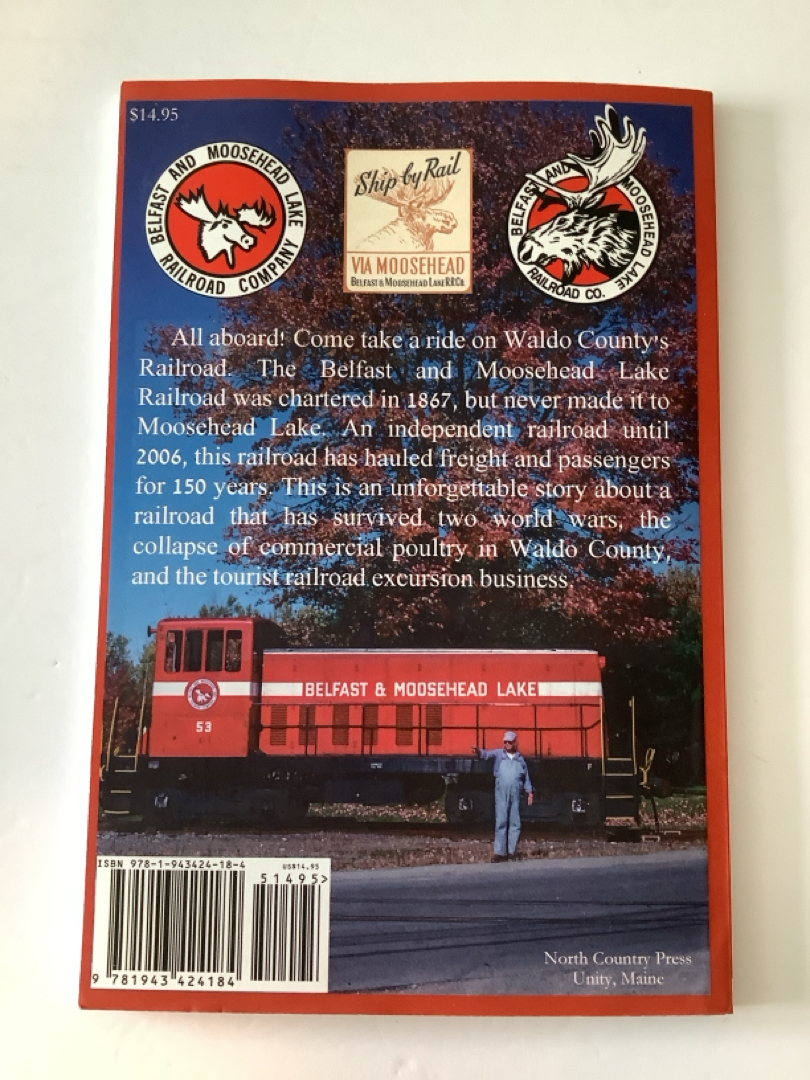 $14.95
BELFAST AND MOOSEHEAD LAKE
RAILROAD COMPANY
Ship by Rail
VIA MOOSEHEAD
BELFAST & MOOSEHEAD LAKE R.R.CO.
BELFAST AND MOOSEHEAD LAKE
RAILROAD CO.
All aboard! Come take a ride on Waldo County's
Railroad. The Belfast and Moosehead Lake
Railroad was chartered in 1867, but never made it to
Moosehead Lake. An independent railroad until
2006, this railroad has hauled freight and passengers
for 150 years. This is an unforgettable story about a
railroad that has survived two world wars, the
collapse of commercial poultry in Waldo County,
and the tourist railroad excursion business.
BELFAST & MOOSEHEAD LAKE
53
F
ISBN 978-1-943424-18-4
US$14.95
51495>
9 781943 424184
North Country Press
Unity, Maine